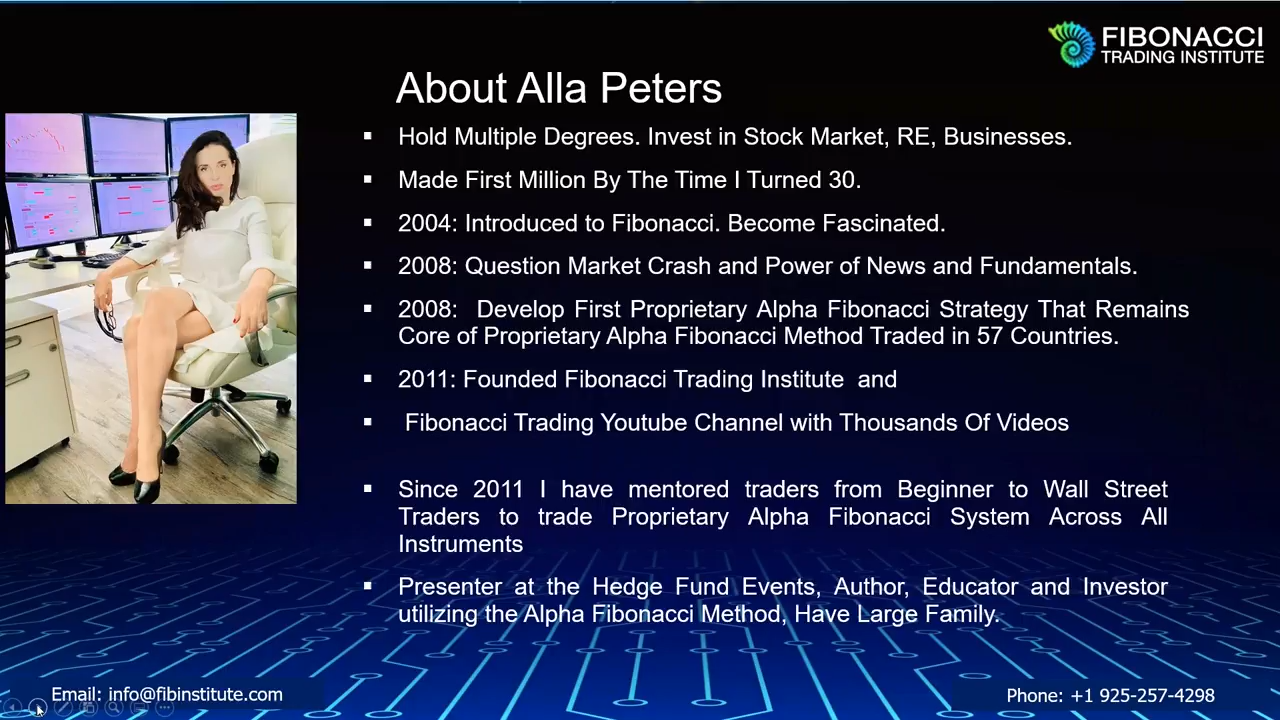 FIBONACCI
TRADING INSTITUTE
About Alla Peters
▪ Hold Multiple Degrees. Invest in Stock Market, RE, Businesses.
▪ Made First Million By The Time I Turned 30.
▪ 2004: Introduced to Fibonacci. Become Fascinated.
▪ 2008: Question Market Crash and Power of News and Fundamentals.
▪ 2008: Develop First Proprietary Alpha Fibonacci Strategy That Remains
Core of Proprietary Alpha Fibonacci Method Traded in 57 Countries.
▪ 2011: Founded Fibonacci Trading Institute and
▪ Fibonacci Trading Youtube Channel with Thousands Of Videos
▪ Since 2011 I have mentored traders from Beginner to Wall Street
Traders to trade Proprietary Alpha Fibonacci System Across All
Instruments
▪ Presenter at the Hedge Fund Events, Author, Educator and Investor
utilizing the Alpha Fibonacci Method, Have Large Family.
Email: info@fibinstitute.com
Phone: +1 925-257-4298